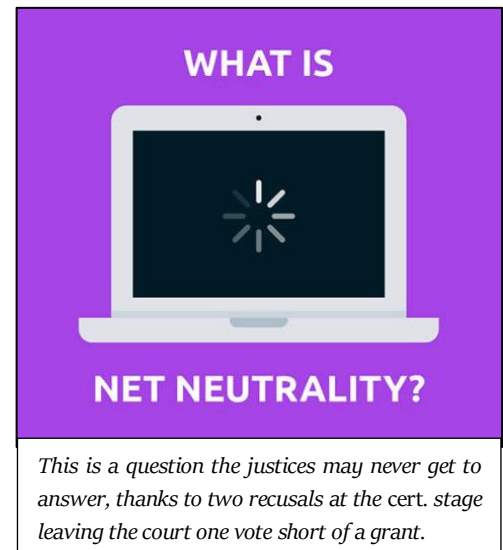 WHAT IS
NET NEUTRALITY?
This is a question the justices may never get to
answer, thanks to two recusals at the cert. stage
leaving the court one vote short of a grant.